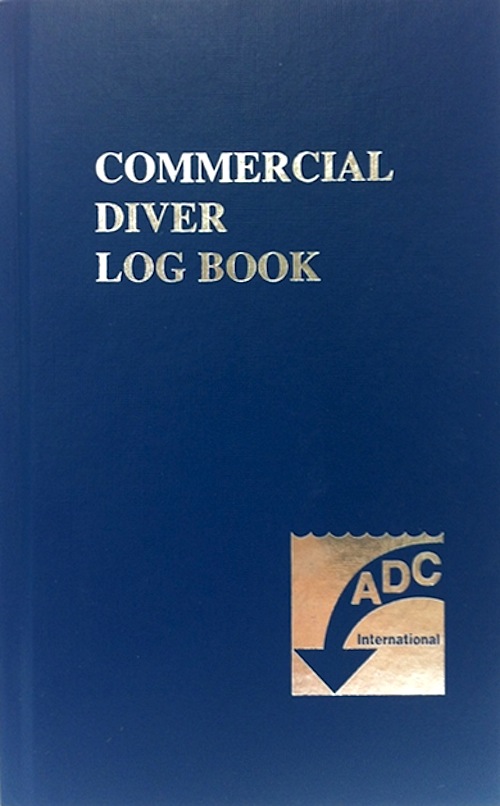 COMMERCIAL
DIVER
LOG BOOK
ADC
International